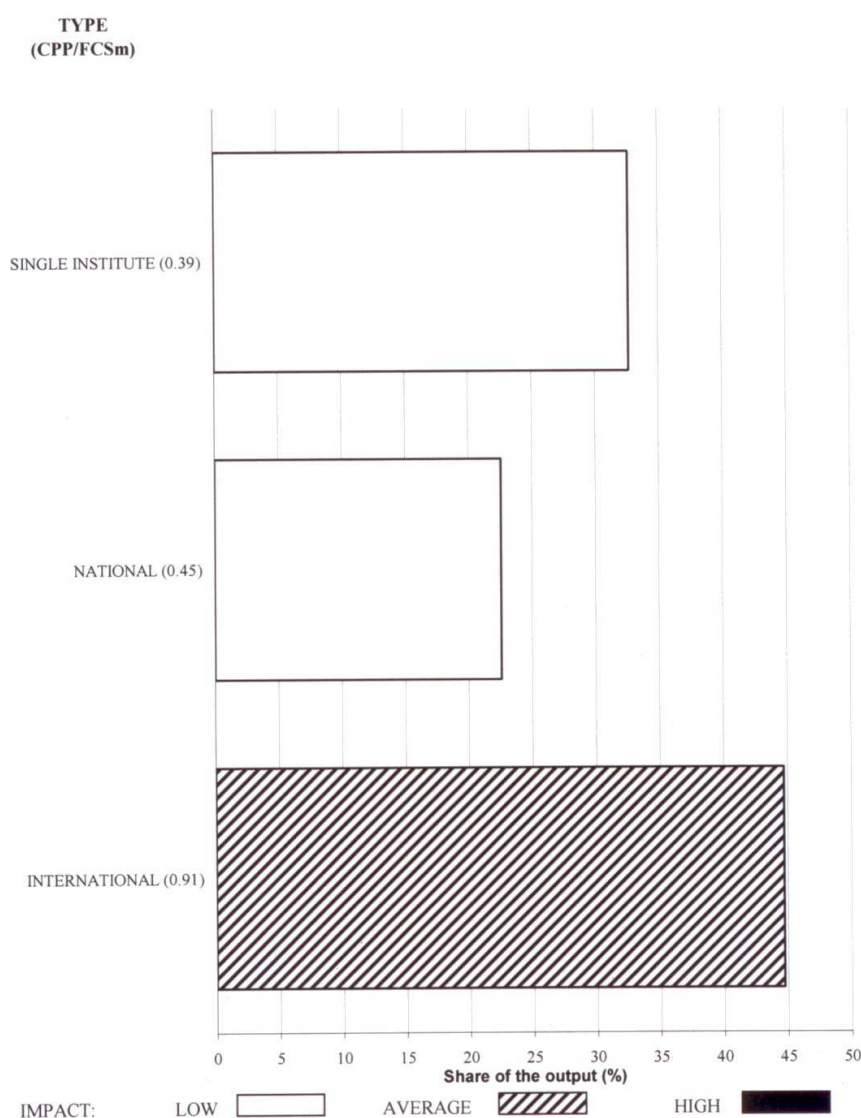 TYPE
(CPP/FCSm)
SINGLE INSTITUTE (0.39)
NATIONAL (0.45)
INTERNATIONAL (0.91)
0 5 10 15 20 25 30 35 40 45 50
Share of the output (%)
IMPACT: LOW AVERAGE HIGH